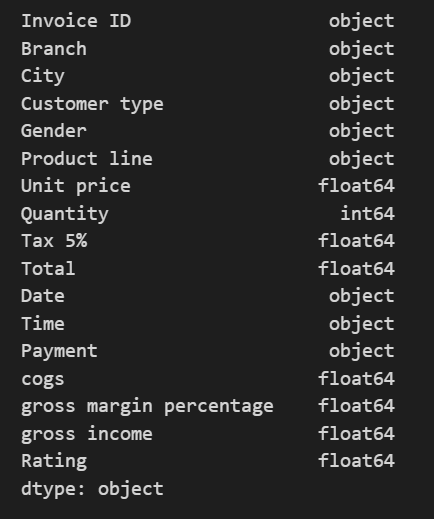 Invoice ID object
Branch object
City object
Customer type object
Gender object
Product line object
Unit price float64
Quantity int64
Tax 5% float64
Total float64
Date object
Time object
Payment object
cogs float64
gross margin percentage float64
gross income float64
Rating float64
dtype: object